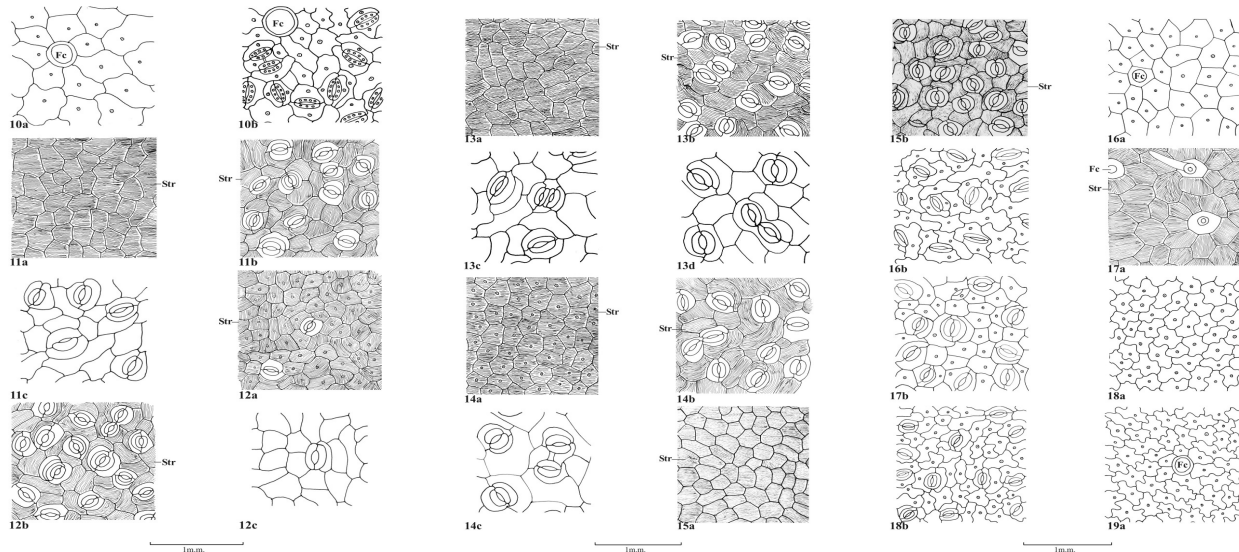 Fc
10a
Fc
10b
Str
11a
Str
11b
11c
Str
12a
Str
12b
12c
1m.m.
Str
13a
Str
13b
13c
13d
Str
14a
Str
14b
14c
Str
15a
1m.m.
Str
15b
Fc
16a
16b
Fc
Str
17a
17b
18a
18b
Fc
19a
1m.m.